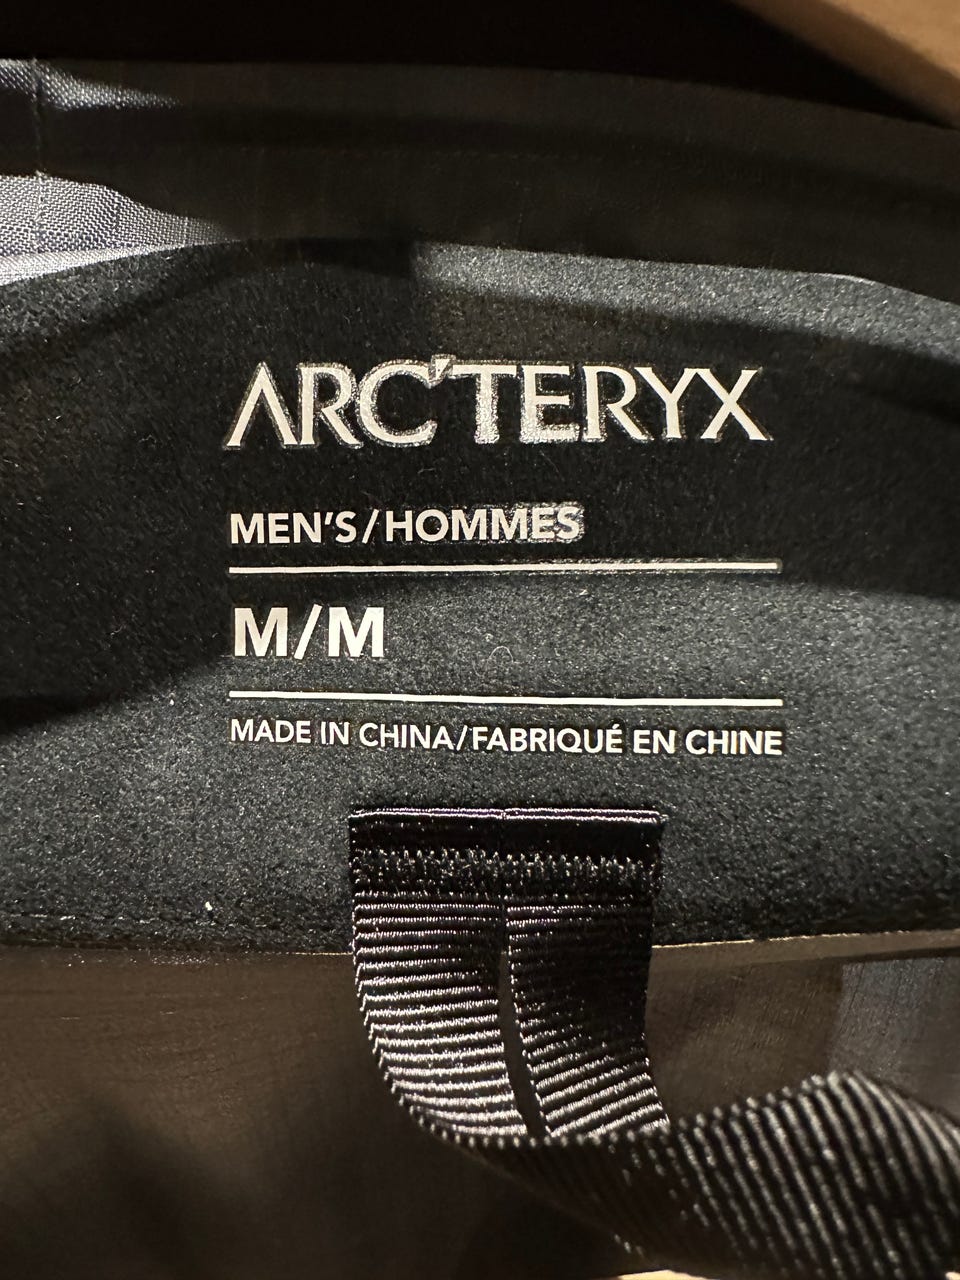 ARC'TERYX
MEN'S/HOMMES
M/M
MADE IN CHINA/FABRIQUÉ EN CHINE